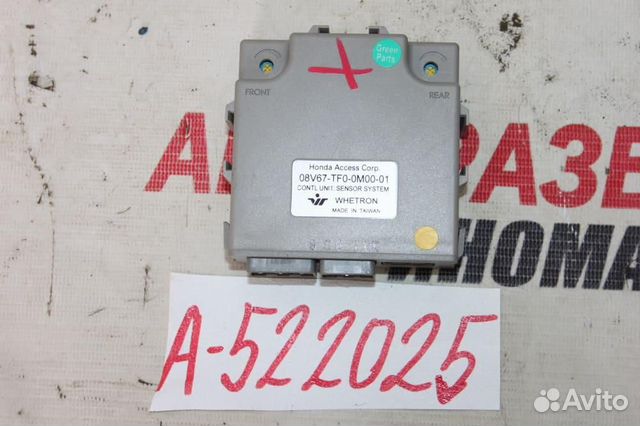 Green
Parts
FRONT
REAR
Honda Access Corp.
08V67-TF0-0M00-01
CONTL UNIT. SENSOR SYSTEM
WHETRON
MADE IN TAIWAN
А-522025
Avito